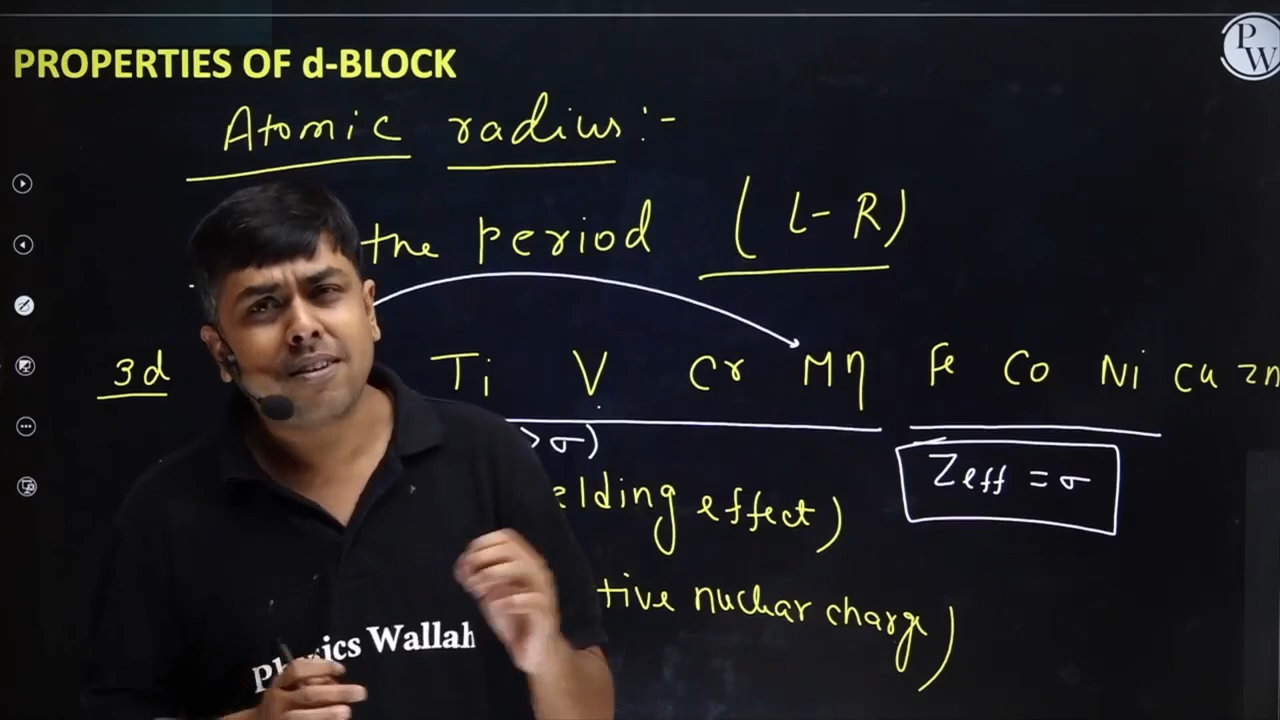 PROPERTIES OF d-BLOCK
PW
Atomic radius :-
the period (L-R)
3d Ti V Cr Mn Fe Co Ni Cu Zn
> σ)
Zeff = σ
elding effect)
tive nuclear charge)
Physics Wallah